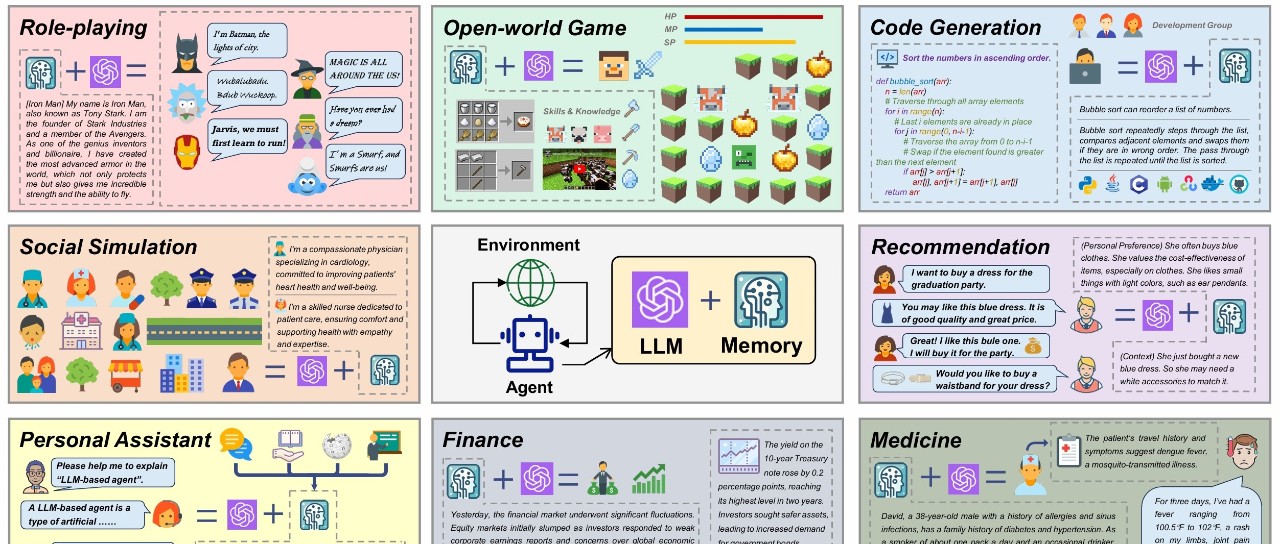 Role-playing
I'm Batman, the
lights of city.
Wubalubadu.
Bdub Wuckoop.
Jarvis, we must
first learn to run!
MAGIC IS ALL
AROUND THE US!
Have you ever had
a dream?
I'm a Smurf, and
Smurfs are us!
[Iron Man] My name is Iron Man,
also known as Tony Stark. I am
the founder of Stark Industries
and a member of the Avengers.
As one of the genius inventors
and billionaire, I have created
the most advanced armor in the
world, which not only protects
me but also gives me incredible
strength and the ability to fly.
Open-world Game
HP
MP
SP
Skills & Knowledge
Code Generation
Development Group
Sort the numbers in ascending order.
def bubble_sort(arr):
n = len(arr)
# Traverse through all array elements
for i in range(n):
# Last i elements are already in place
for j in range(0, n-i-1):
# Traverse the array from 0 to n-i-1
# Swap if the element found is greater
than the next element
if arr[j] > arr[j+1]:
arr[j], arr[j+1] = arr[j+1], arr[j]
return arr
Bubble sort can reorder a list of numbers.
Bubble sort repeatedly steps through the list,
compares adjacent elements and swaps them
if they are in wrong order. The pass through
the list is repeated until the list is sorted.
Social Simulation
I'm a compassionate physician
specializing in cardiology,
committed to improving patients'
heart health and well-being.
I'm a skilled nurse dedicated to
patient care, ensuring comfort and
supporting health with empathy
and expertise.
Environment
Agent
LLM
Memory
Recommendation
I want to buy a dress for the
graduation party.
You may like this blue dress. It is
of good quality and great price.
Great! I like this bule one.
I will buy it for the party.
Would you like to buy a
waistband for your dress?
(Personal Preference) She often buys blue
clothes. She values the cost-effectiveness of
items, especially on clothes. She likes small
things with light colors, such as ear pendants.
(Context) She just bought a new
blue dress. So she may need a
white accessories to match it.
Personal Assistant
Please help me to explain
“LLM-based agent”.
A LLM-based agent is a
type of artificial ……
Finance
The yield on the
10-year Treasury
note rose by 0.2
percentage points, reaching
its highest level in two years.
Investors sought safer assets,
leading to increased demand
for government bonds
Yesterday, the financial market underwent significant fluctuations.
Equity markets initially slumped as investors responded to weak
corporate earnings reports and concerns over global economic
Medicine
The patient's travel history and
symptoms suggest dengue fever,
a mosquito-transmitted illness.
David, a 38-year-old male with a history of allergies and sinus
infections, has a family history of diabetes and hypertension. As
a smoker of about one pack a day and an occasional drinker,
For three days, I've had a
fever ranging from
100.5°F to 102°F, a rash
on my limbs, joint pain